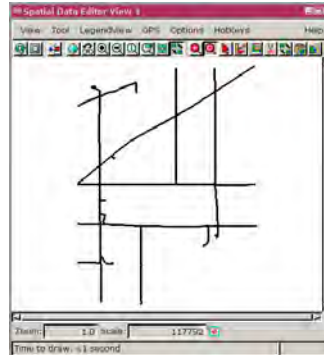 Spatial Data Editor View 1
View Tool LegendView GPS Options HotKeys Help
Zoom: 1.0 Scale: 117750
Time to draw: <1 second